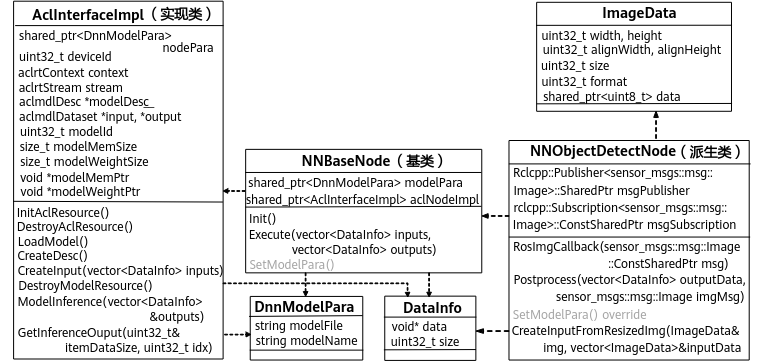 AclInterfaceImpl（实现类）
shared_ptr<DnnModelPara>
nodePara
uint32_t deviceId
aclrtContext context
aclrtStream stream
aclmdlDesc *modelDesc_
aclmdlDataset *input, *output
uint32_t modelId
size_t modelMemSize
size_t modelWeightSize
void *modelMemPtr
void *modelWeightPtr
InitAclResource()
DestroyAclResource()
LoadModel()
CreateDesc()
CreateInput(vector<DataInfo> inputs)
DestroyModelResource()
ModelInference(vector<DataInfo>
&outputs)
GetInferenceOuput(uint32_t&
itemDataSize, uint32_t idx)
NNBaseNode（基类）
shared_ptr<DnnModelPara> modelPara
shared_ptr<AclInterfaceImpl> aclNodeImpl
Init()
Execute(vector<DataInfo> inputs,
vector<DataInfo> outputs)
SetModelPara()
DnnModelPara
string modelFile
string modelName
DataInfo
void* data
uint32_t size
ImageData
uint32_t width, height
uint32_t alignWidth, alignHeight
uint32_t size
uint32_t format
shared_ptr<uint8_t> data
NNObjectDetectNode（派生类）
Rclcpp::Publisher<sensor_msgs::msg::
Image>::SharedPtr msgPublisher
rclcpp::Subscription<sensor_msgs::msg::
Image>::ConstSharedPtr msgSubscription
RosImgCallback(sensor_msgs::msg::Image
::ConstSharedPtr msg)
Postprocess(vector<DataInfo> outputData,
sensor_msgs::msg::Image imgMsg)
SetModelPara() override
CreateInputFromResizedImg(ImageData&
img, vector<ImageData>&inputData